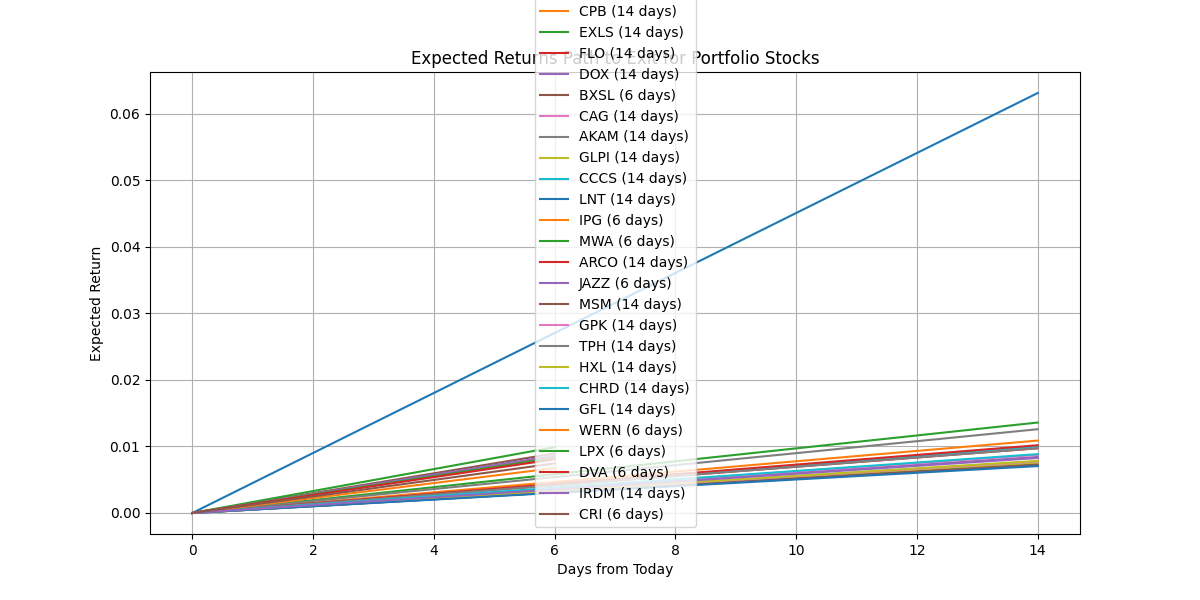 CPB (14 days)
EXLS (14 days)
FLO (14 days)
Expected Returns Path to Exit for Portfolio Stocks
DOX (14 days)
BXSL (6 days)
CAG (14 days)
AKAM (14 days)
GLPI (14 days)
CCCS (14 days)
LNT (14 days)
IPG (6 days)
MWA (6 days)
ARCO (14 days)
JAZZ (6 days)
MSM (14 days)
GPK (14 days)
TPH (14 days)
HXL (14 days)
CHRD (14 days)
GFL (14 days)
WERN (6 days)
LPX (6 days)
DVA (6 days)
IRDM (14 days)
CRI (6 days)
0.06
0.05
0.04
0.03
0.02
0.01
0.00
Expected Return
0 2 4 6 8 10 12 14
Days from Today